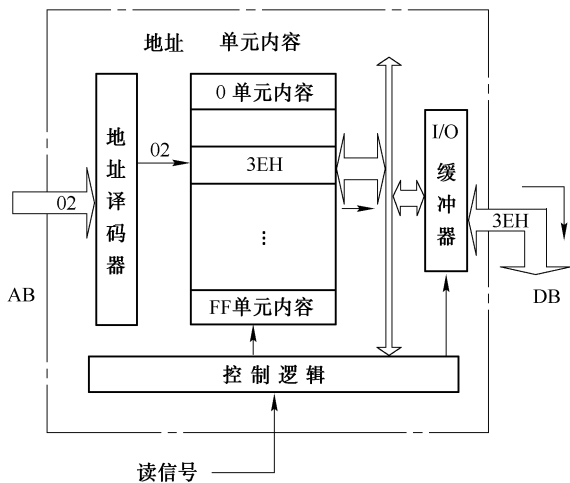 地址 单元内容
0 单元内容
I/O
缓冲器
地址译码器
02
3EH
02
3EH
⋮
AB
FF单元内容
DB
控制逻辑
读信号